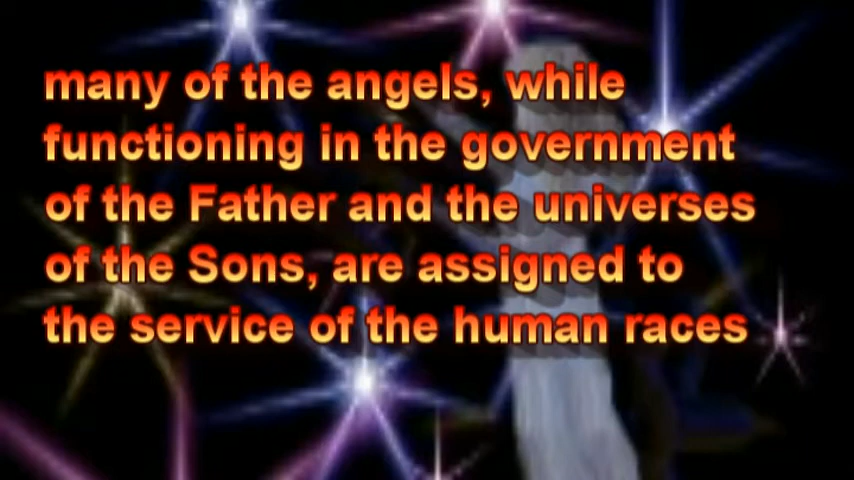 many of the angels, while
functioning in the government
of the Father and the universes
of the Sons, are assigned to
the service of the human races